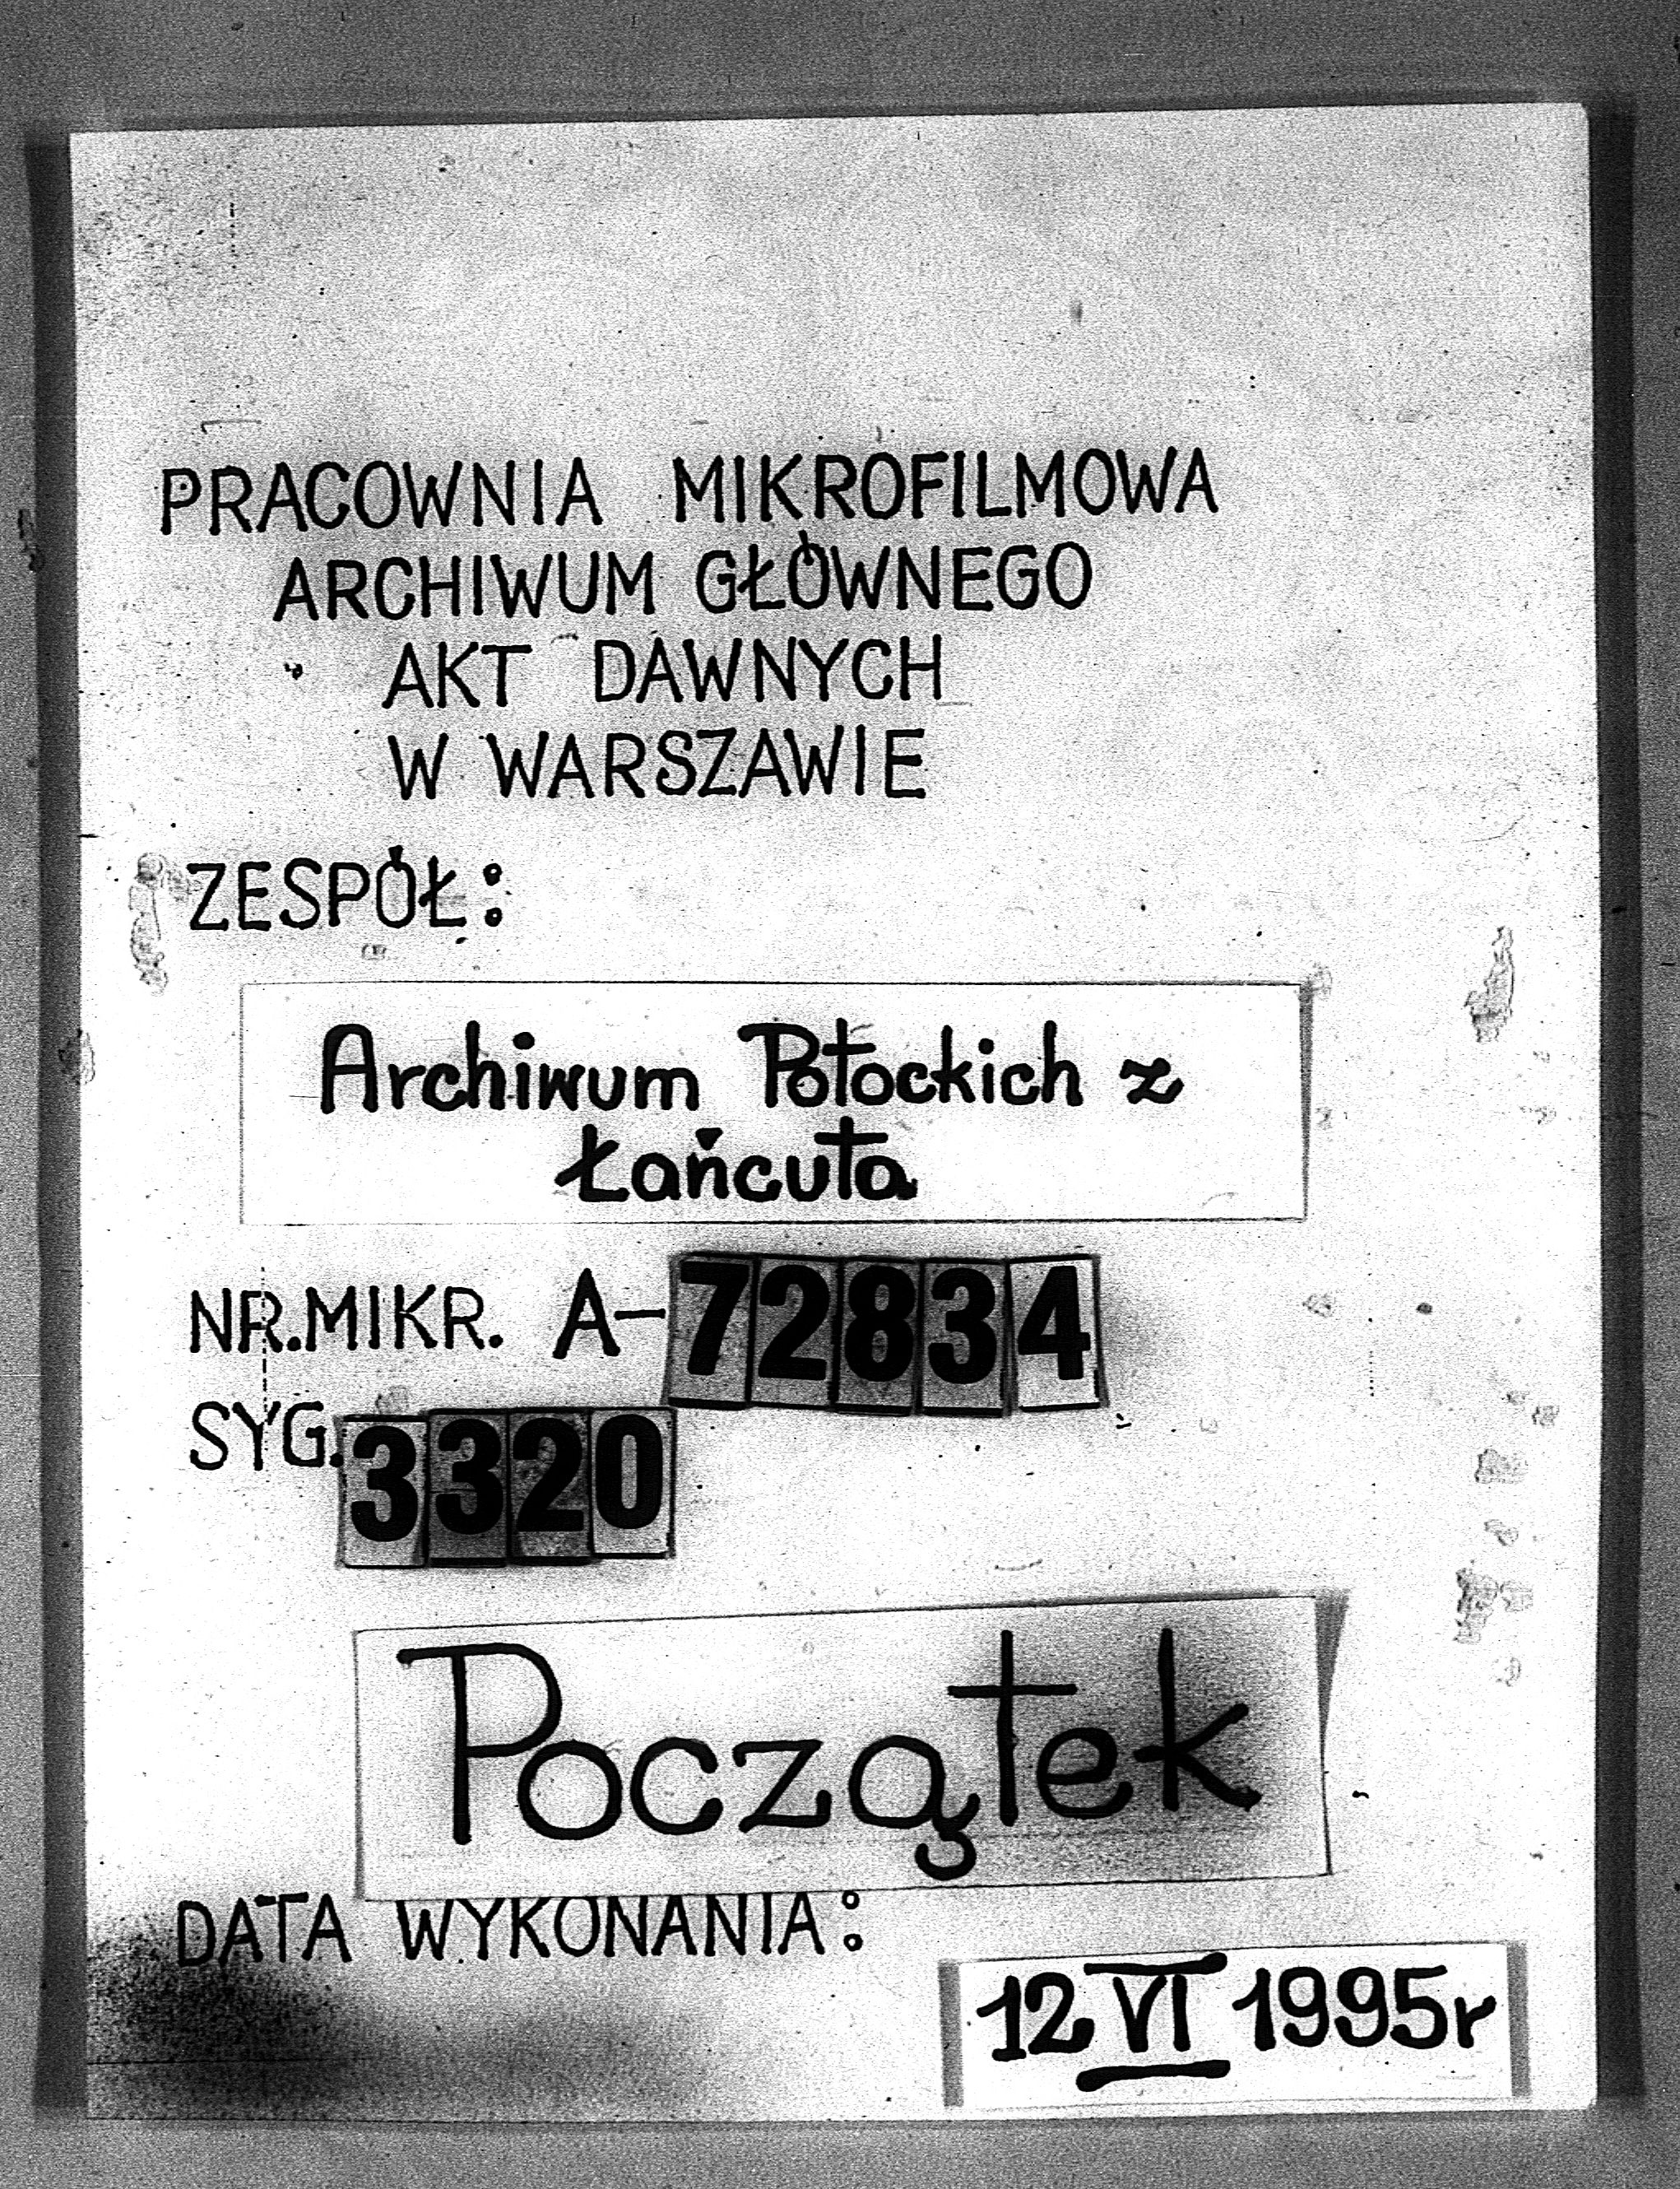 PRACOWNIA MIKROFILMOWA
ARCHIWUM GŁÓWNEGO
AKT DAWNYCH
W WARSZAWIE
ZESPÓŁ:
Archiwum Potockich z
Łańcuta
NR.MIKR. A-72834
SYG. 3320
Początek
DATA WYKONANIA:
12 VI 1995r